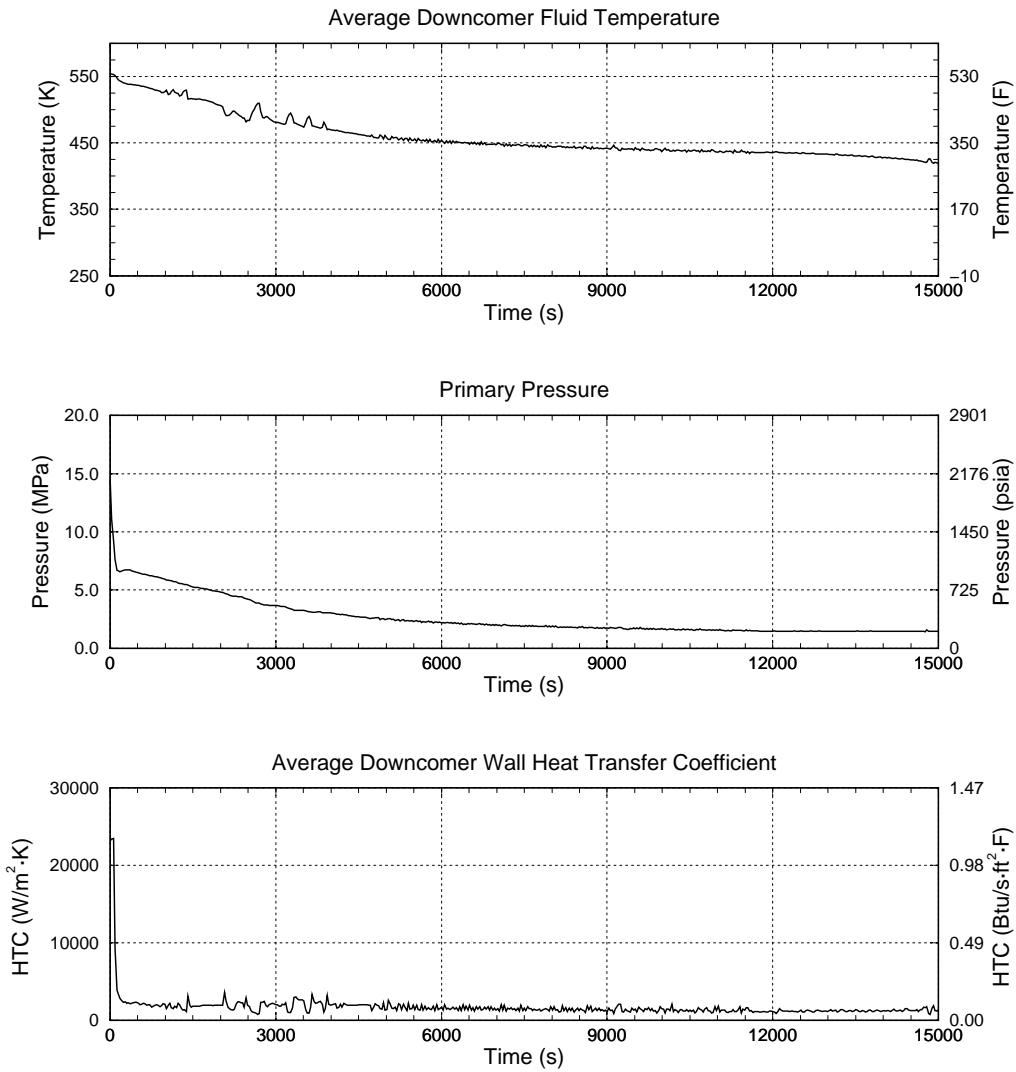 Average Downcomer Fluid Temperature
Temperature (K)
550
450
350
250
530
350
170
−10
Temperature (F)
0 3000 6000 9000 12000 15000
Time (s)
Primary Pressure
Pressure (MPa)
20.0
15.0
10.0
5.0
0.0
2901
2176
1450
725
0
Pressure (psia)
0 3000 6000 9000 12000 15000
Time (s)
Average Downcomer Wall Heat Transfer Coefficient
HTC (W/m²·K)
30000
20000
10000
0
1.47
0.98
0.49
0.00
HTC (Btu/s·ft²·F)
0 3000 6000 9000 12000 15000
Time (s)